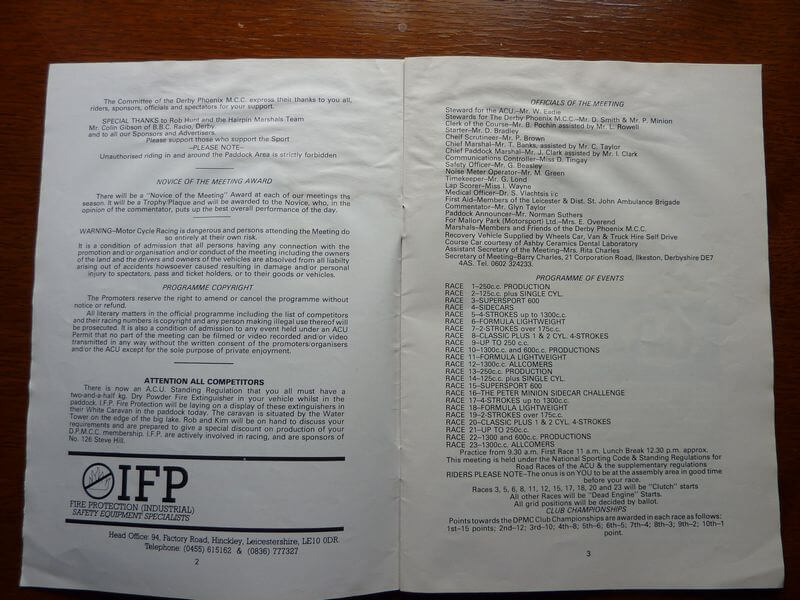 The Committee of the Derby Phoenix M.C.C. express their thanks to you all,
riders, sponsors, officials and spectators for your support.
SPECIAL THANKS to Rob Hunt and the Hairpin Marshals Team
Mr. Colin Gibson of B.B.C. Radio, Derby.
and to all our Sponsors and Advertisers.
Please support those who support the Sport
–PLEASE NOTE–
Unauthorised riding in and around the Paddock Area is strictly forbidden
NOVICE OF THE MEETING AWARD
There will be a "Novice of the Meeting" Award at each of our meetings ths
season. It will be a Trophy/Plaque and will be awarded to the Novice, who, in the
opinion of the commentator, puts up the best overall performance of the day.
WARNING–Motor Cycle Racing is dangerous and persons attending the Meeting do
so entirely at their own risk.
It is a condition of admission that all persons having any connection with the
promotion and/or organisation and/or conduct of the meeting including the owners
of the land and the drivers and owners of the vehicles are absolved from all liabilty
arising out of accidents howsoever caused resulting in damage and/or personal
injury to spectators, pass and ticket holders, or to their goods or vehicles.
PROGRAMME COPYRIGHT
The Promoters reserve the right to amend or cancel the programme without
notice or refund.
All literary matters in the official programme including the list of competitors
and their racing numbers is copyright and any person making illegal use thereof will
be prosecuted. It is also a condition of admission to any event held under an ACU
Permit that no part of the meeting can be filmed or video recorded and/or video
transmitted in any way without the written consent of the promoters/organisers
and/or the ACU except for the sole purpose of private enjoyment.
ATTENTION ALL COMPETITORS
There is now an A.C.U. Standing Regulation that you all must have a
two-and-a-half kg. Dry Powder Fire Extinguisher in your vehicle whilst in the
paddock. I.F.P. Fire Protection will be laying on a display of these extinguishers in
their White Caravan in the paddock today. The caravan is situated by the Water
Tower on the edge of the big lake. Rob and Kim will be on hand to discuss your
requirements and are prepared to give a special discount on production of your
D.P.M.C.C. membership. I.F.P. are actively involved in racing, and are sponsors of
No. 126 Steve Hill.
IFP
FIRE PROTECTION (INDUSTRIAL)
SAFETY EQUIPMENT SPECIALISTS
Head Office: 94, Factory Road, Hinckley, Leicestershire, LE10 0DR.
Telephone: (0455) 615162 & (0836) 777327
2
OFFICIALS OF THE MEETING
Steward for the ACU–Mr. W. Eadie
Stewards for The Derby Phoenix M.C.C.–Mr. D. Smith & Mr. P. Minion
Clerk of the Course–Mr. B. Pochin assisted by Mr. L. Rowell
Starter–Mr. D. Bradley
Cheif Scrutineer–Mr. P. Brown
Chief Marshal–Mr. T. Banks, assisted by Mr. C. Taylor
Chief Paddock Marshal–Mr. J. Clark assisted by Mr. I. Clark
Communications Controller–Miss D. Tingay
Safety Officer–Mr. G. Beasley
Noise Meter Operator–Mr. M. Green
Timekeeper–Mr. G. Lond
Lap Scorer–Miss I. Wayne
Medical Officer–Dr. S. Vlachtsis i/c
First Aid–Members of the Leicester & Dist. St. John Ambulance Brigade
Commentator–Mr. Glyn Taylor
Paddock Announcer–Mr. Norman Suthers
For Mallory Park (Motorsport) Ltd.–Mrs. E. Overend
Marshals–Members and Friends of the Derby Phoenix M.C.C.
Recovery Vehicle Supplied by Wheels Car, Van & Truck Hire Self Drive
Course Car courtesy of Ashby Ceramics Dental Laboratory
Assistant Secretary of the Meeting–Mrs. Rita Charles
Secretary of Meeting–Barry Charles, 21 Corporation Road, Ilkeston, Derbyshire DE7
4AS. Tel. 0602 324233.
PROGRAMME OF EVENTS
RACE 1–250c.c. PRODUCTION
RACE 2–125c.c. plus SINGLE CYL.
RACE 3–SUPERSPORT 600
RACE 4–SIDECARS
RACE 5–4-STROKES up to 1300c.c.
RACE 6–FORMULA LIGHTWEIGHT
RACE 7–2-STROKES over 175c.c.
RACE 8–CLASSIC PLUS 1 & 2 CYL. 4-STROKES
RACE 9–UP TO 250 c.c.
RACE 10–1300c.c. and 600c.c. PRODUCTIONS
RACE 11–FORMULA LIGHTWEIGHT
RACE 12–1300c.c. ALLCOMERS
RACE 13–250c.c. PRODUCTION
RACE 14–125c.c. plus SINGLE CYL.
RACE 15–SUPERSPORT 600
RACE 16–THE PETER MINION SIDECAR CHALLENGE
RACE 17–4-STROKES up to 1300c.c.
RACE 18–FORMULA LIGHTWEIGHT
RACE 19–2-STROKES over 175c.c.
RACE 20–CLASSIC PLUS 1 & 2 CYL. 4-STROKES
RACE 21–UP TO 250c.c.
RACE 22–1300 and 600c.c. PRODUCTIONS
RACE 23–1300c.c. ALLCOMERS
Practice from 9.30 a.m. First Race 11 a.m. Lunch Break 12.30 p.m. approx.
This meeting is held under the National Sporting Code & Standing Regulations for
Road Races of the ACU & the supplementary regulations
RIDERS PLEASE NOTE–The onus is on YOU to be at the assembly area in good time
before your race.
Races 3, 5, 6, 8, 11, 12, 15, 17, 18, 20 and 23 will be "Clutch" starts
All other Races will be "Dead Engine" Starts.
All grid positions will be decided by ballot.
CLUB CHAMPIONSHIPS
Points towards the DPMC Club Championships are awarded in each race as follows:
1st–15 points; 2nd–12; 3rd–10; 4th–8; 5th–6; 6th–5; 7th–4; 8th–3; 9th–2; 10th–1
point.
3